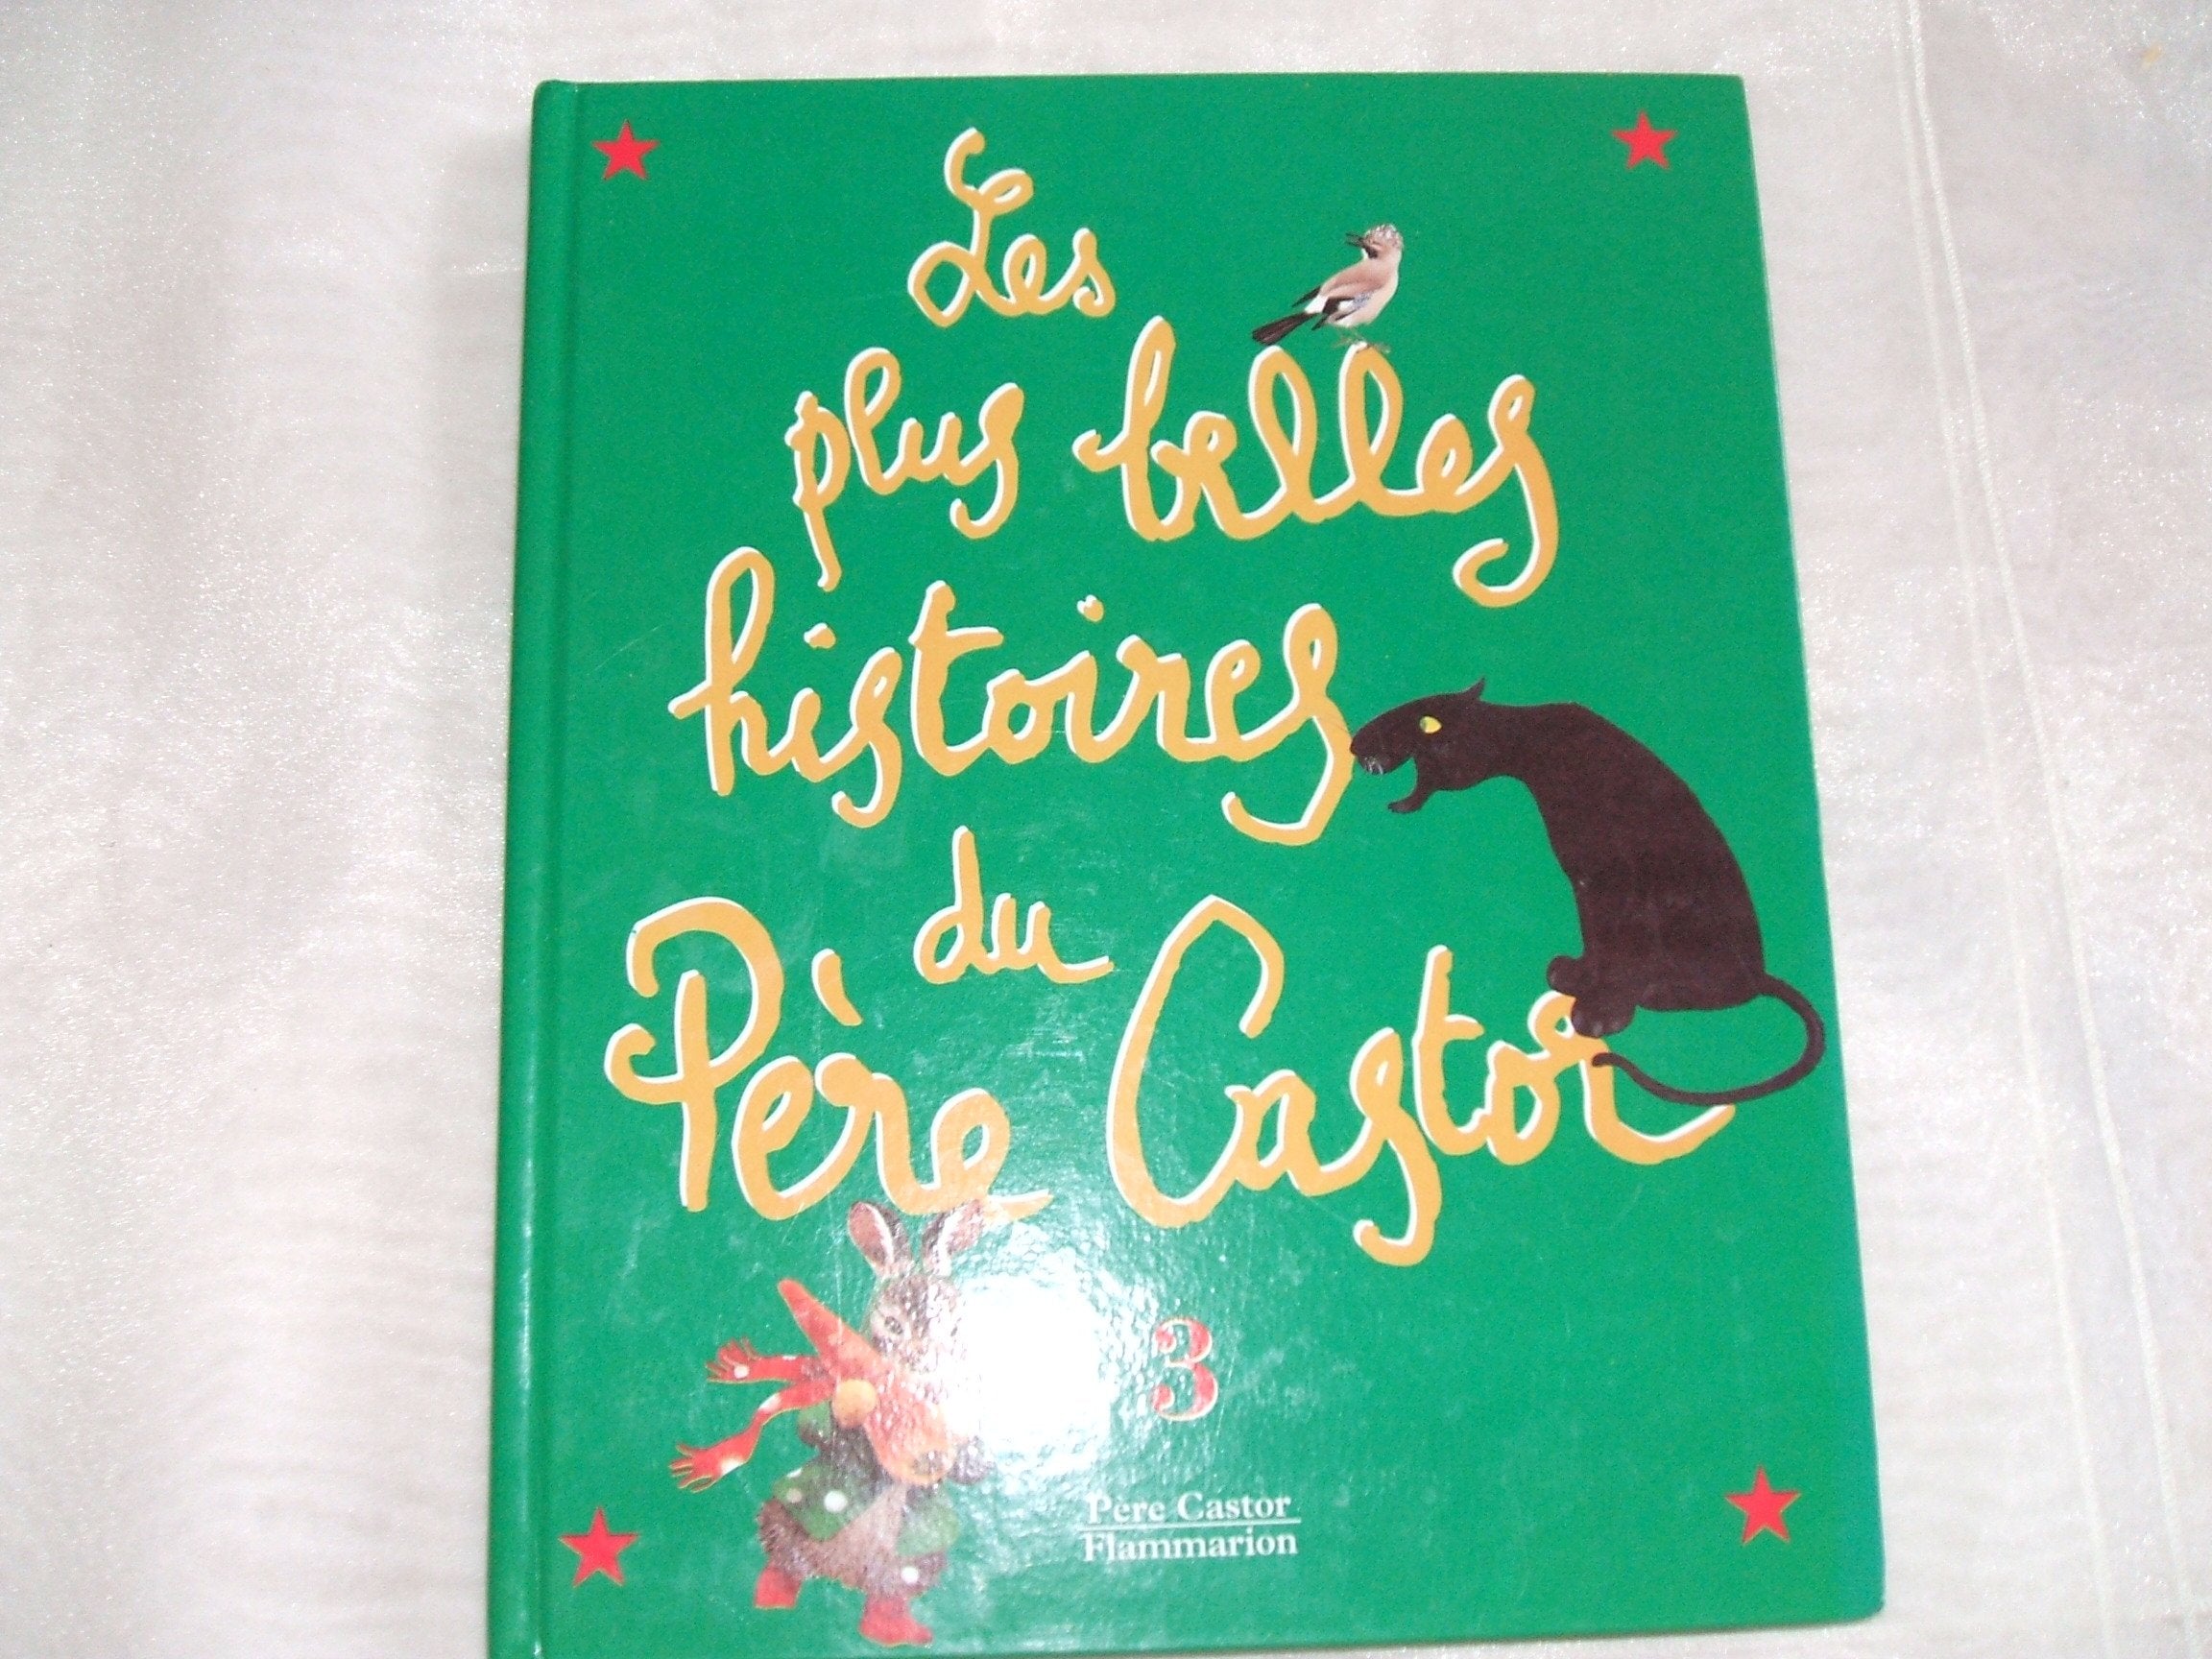 Les
plus belles
histoires
du
Père Castor
3
Père Castor
Flammarion